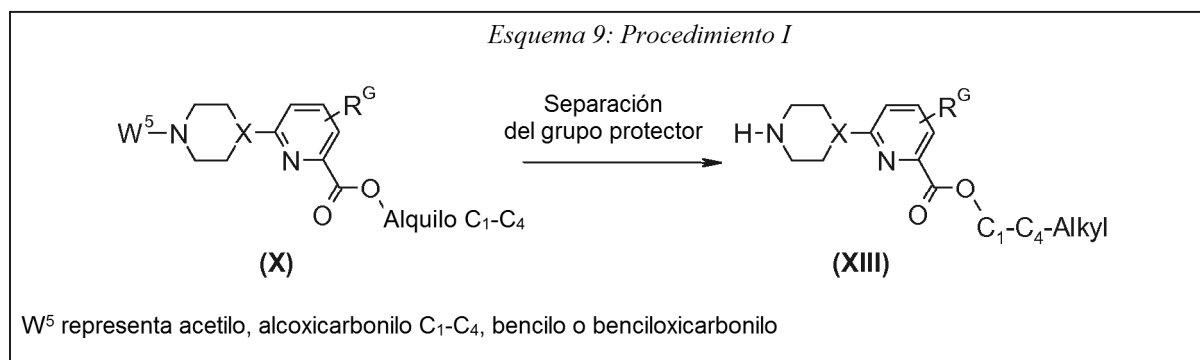 Esquema 9: Procedimiento I
W⁵ N X N R^G O O Alquilo C₁-C₄
(X)
Separación
del grupo protector
H-N X N R^G O O C₁-C₄-Alkyl
(XIII)
W⁵ representa acetilo, alcoxicarbonilo C₁-C₄, bencilo o benciloxicarbonilo